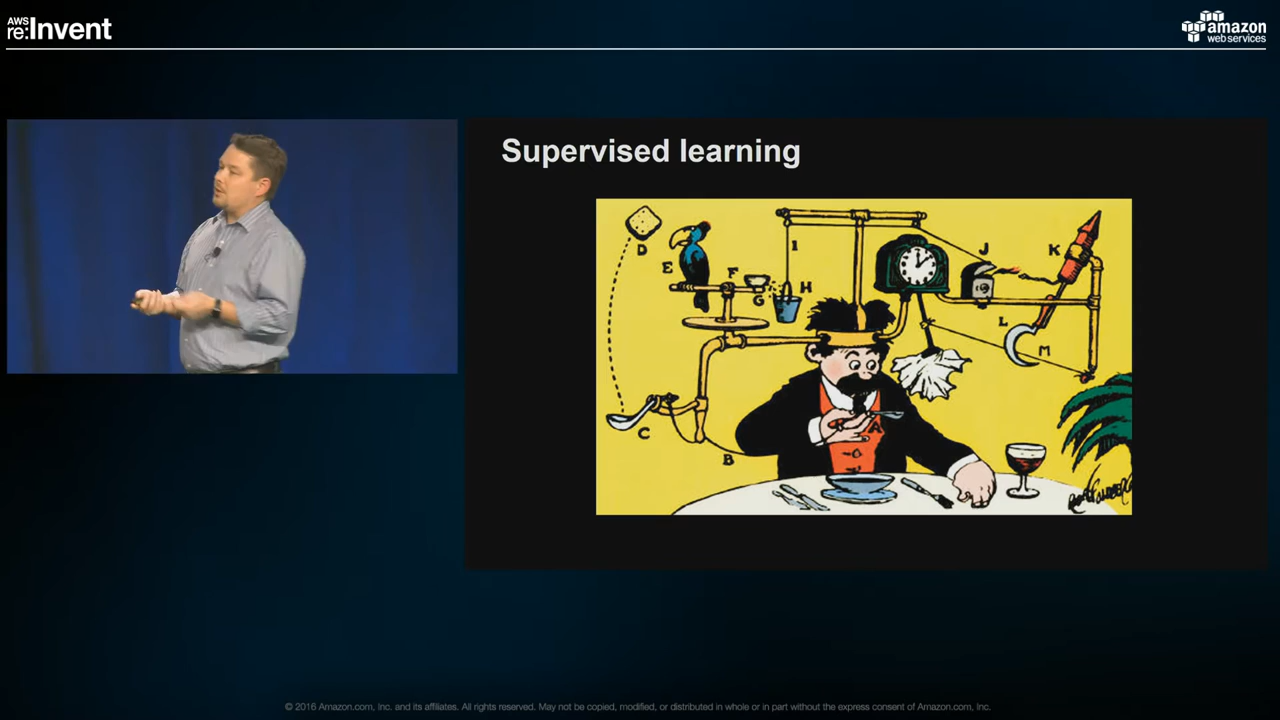 AWS
re:Invent
amazon
web services
Supervised learning
D
E
F
G
H
I
J
K
L
M
C
B
A
© 2016 Amazon.com, Inc. and its affiliates. All rights reserved. May not be copied, modified, or distributed in whole or in part without the express consent of Amazon.com, Inc.